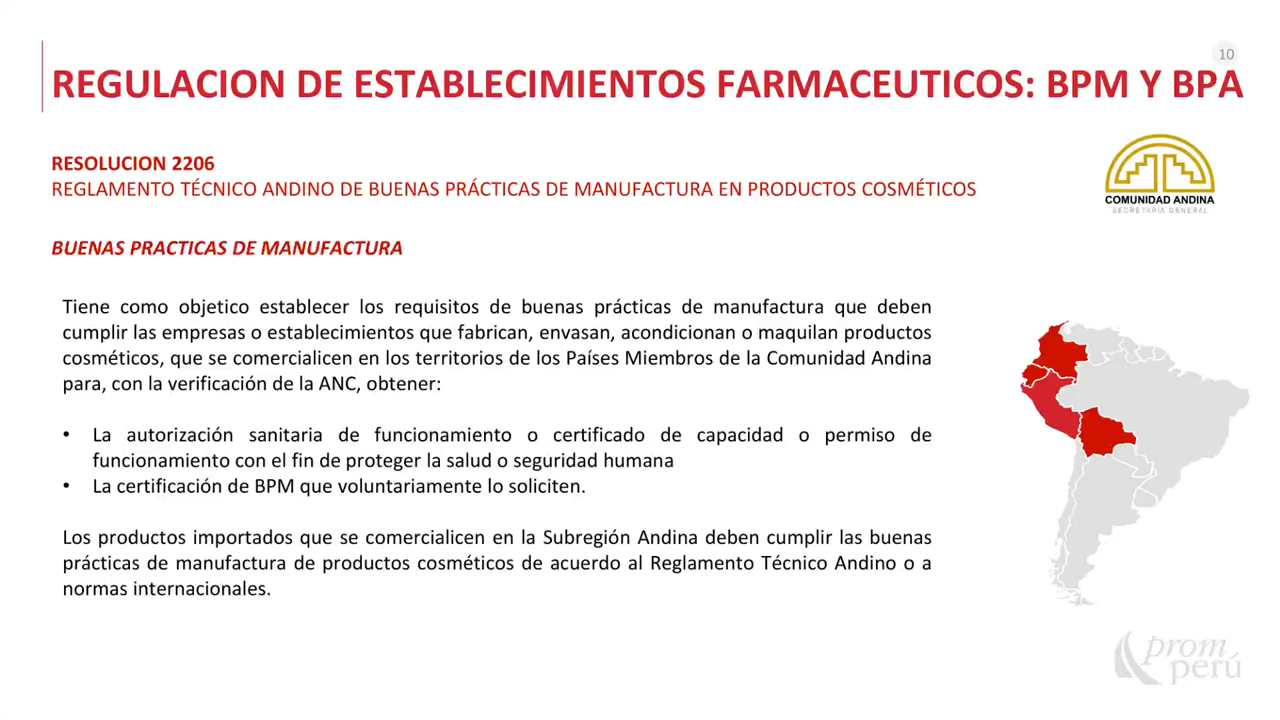 10
REGULACION DE ESTABLECIMIENTOS FARMACEUTICOS: BPM Y BPA
RESOLUCION 2206
REGLAMENTO TÉCNICO ANDINO DE BUENAS PRÁCTICAS DE MANUFACTURA EN PRODUCTOS COSMÉTICOS
COMUNIDAD ANDINA
SECRETARÍA GENERAL
BUENAS PRACTICAS DE MANUFACTURA
Tiene como objetico establecer los requisitos de buenas prácticas de manufactura que deben
cumplir las empresas o establecimientos que fabrican, envasan, acondicionan o maquilan productos
cosméticos, que se comercialicen en los territorios de los Países Miembros de la Comunidad Andina
para, con la verificación de la ANC, obtener:
• La autorización sanitaria de funcionamiento o certificado de capacidad o permiso de
funcionamiento con el fin de proteger la salud o seguridad humana
• La certificación de BPM que voluntariamente lo soliciten.
Los productos importados que se comercialicen en la Subregión Andina deben cumplir las buenas
prácticas de manufactura de productos cosméticos de acuerdo al Reglamento Técnico Andino o a
normas internacionales.
prom
perú